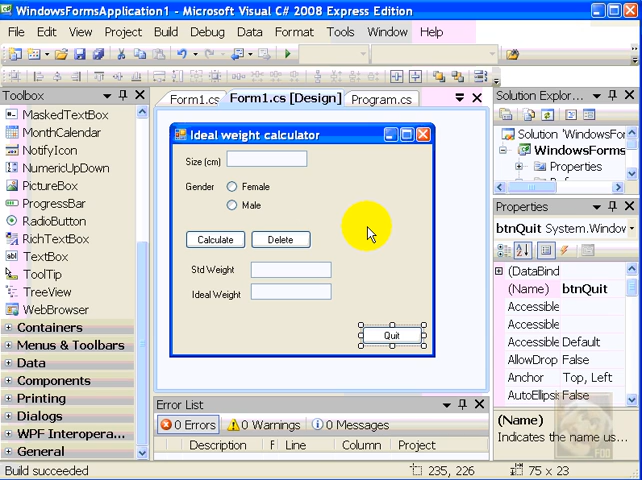 WindowsFormsApplication1 - Microsoft Visual C# 2008 Express Edition
File Edit View Project Build Debug Data Format Tools Window Help
Toolbox
MaskedTextBox
MonthCalendar
NotifyIcon
NumericUpDown
PictureBox
ProgressBar
RadioButton
RichTextBox
TextBox
ToolTip
TreeView
WebBrowser
Containers
Menus & Toolbars
Data
Components
Printing
Dialogs
WPF Interopera...
General
Form1.cs Form1.cs [Design] Program.cs
Ideal weight calculator
Size (cm)
Gender Female
Male
Calculate Delete
Std Weight
Ideal Weight
Quit
Error List
0 Errors 0 Warnings 0 Messages
Description F Line Column Project
Solution Explor...
Solution 'WindowsFo
WindowsForm
Properties
Properties
btnQuit System.Window
(DataBind
(Name) btnQuit
Accessible
Accessible
Accessible Default
AllowDrop False
Anchor Top, Left
AutoEllipsis False
(Name)
Indicates the name us...
Build succeeded 235, 226 75 x 23